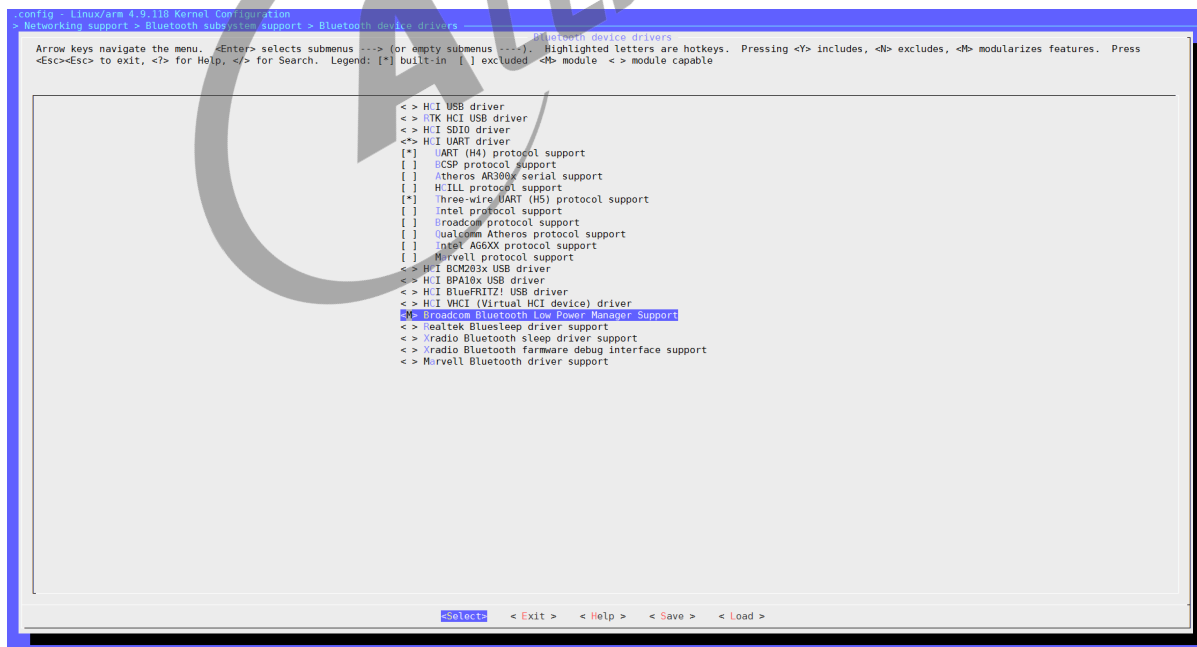 .config - Linux/arm 4.9.118 Kernel Configuration
> Networking support > Bluetooth subsystem support > Bluetooth device drivers
Bluetooth device drivers
Arrow keys navigate the menu. <Enter> selects submenus ---> (or empty submenus ----). Highlighted letters are hotkeys. Pressing <Y> includes, <N> excludes, <M> modularizes features. Press
<Esc><Esc> to exit, <?> for Help, </> for Search. Legend: [*] built-in [ ] excluded <M> module < > module capable
< > HCI USB driver
< > RTK HCI USB driver
< > HCI SDIO driver
<*> HCI UART driver
[*] UART (H4) protocol support
[ ] BCSP protocol support
[ ] Atheros AR300x serial support
[ ] HCILL protocol support
[*] Three-wire UART (H5) protocol support
[ ] Intel protocol support
[ ] Broadcom protocol support
[ ] Qualcomm Atheros protocol support
[ ] Intel AG6XX protocol support
[ ] Marvell protocol support
< > HCI BCM203x USB driver
< > HCI BPA10x USB driver
< > HCI BlueFRITZ! USB driver
< > HCI VHCI (Virtual HCI device) driver
<M> Broadcom Bluetooth Low Power Manager Support
< > Realtek Bluesleep driver support
< > Xradio Bluetooth sleep driver support
< > Xradio Bluetooth farmware debug interface support
< > Marvell Bluetooth driver support
<Select> < Exit > < Help > < Save > < Load >